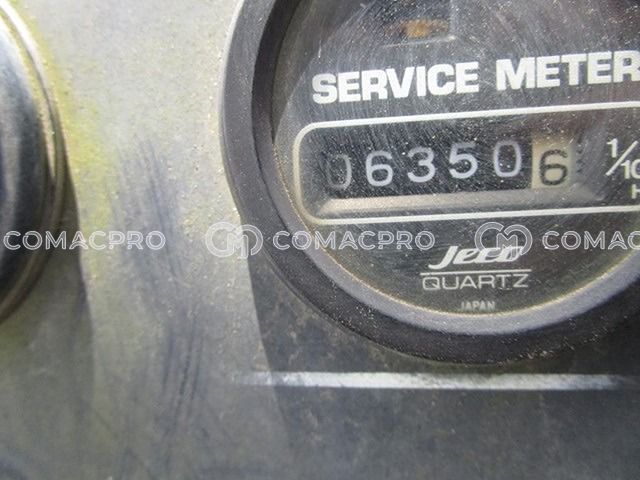 SERVICE METER
063506 1/10
COMACPRO COMACPRO COMACPRO
Jeco
QUARTZ
JAPAN